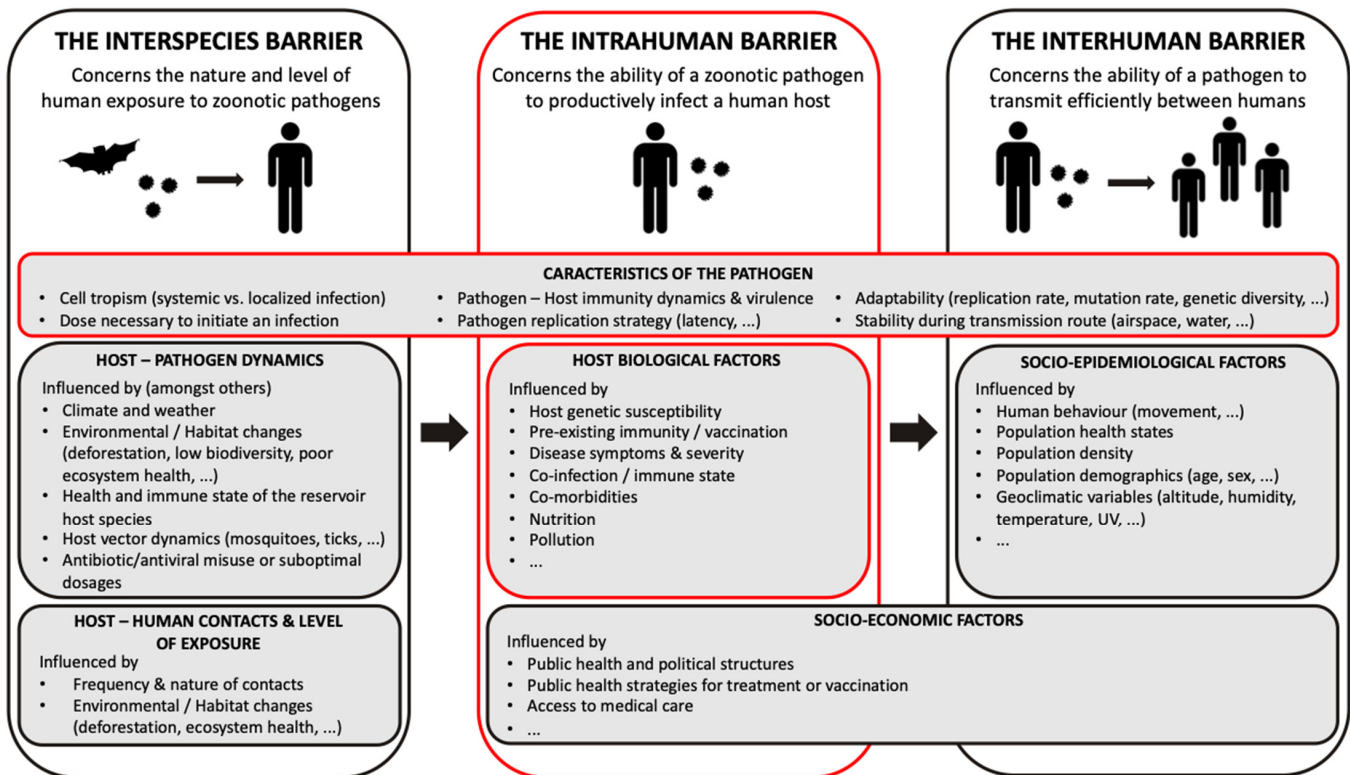 THE INTERSPECIES BARRIER
Concerns the nature and level of
human exposure to zoonotic pathogens
THE INTRAHUMAN BARRIER
Concerns the ability of a zoonotic pathogen
to productively infect a human host
THE INTERHUMAN BARRIER
Concerns the ability of a pathogen to
transmit efficiently between humans
CARACTERISTICS OF THE PATHOGEN
• Cell tropism (systemic vs. localized infection)
• Dose necessary to initiate an infection
• Pathogen – Host immunity dynamics & virulence
• Pathogen replication strategy (latency, ...)
• Adaptability (replication rate, mutation rate, genetic diversity, ...)
• Stability during transmission route (airspace, water, ...)
HOST – PATHOGEN DYNAMICS
Influenced by (amongst others)
• Climate and weather
• Environmental / Habitat changes
(deforestation, low biodiversity, poor
ecosystem health, ...)
• Health and immune state of the reservoir
host species
• Host vector dynamics (mosquitoes, ticks, ...)
• Antibiotic/antiviral misuse or suboptimal
dosages
HOST BIOLOGICAL FACTORS
Influenced by
• Host genetic susceptibility
• Pre-existing immunity / vaccination
• Disease symptoms & severity
• Co-infection / immune state
• Co-morbidities
• Nutrition
• Pollution
• ...
SOCIO-EPIDEMIOLOGICAL FACTORS
Influenced by
• Human behaviour (movement, ...)
• Population health states
• Population density
• Population demographics (age, sex, ...)
• Geoclimatic variables (altitude, humidity,
temperature, UV, ...)
• ...
HOST – HUMAN CONTACTS & LEVEL
OF EXPOSURE
Influenced by
• Frequency & nature of contacts
• Environmental / Habitat changes
(deforestation, ecosystem health, ...)
SOCIO-ECONOMIC FACTORS
Influenced by
• Public health and political structures
• Public health strategies for treatment or vaccination
• Access to medical care
• ...